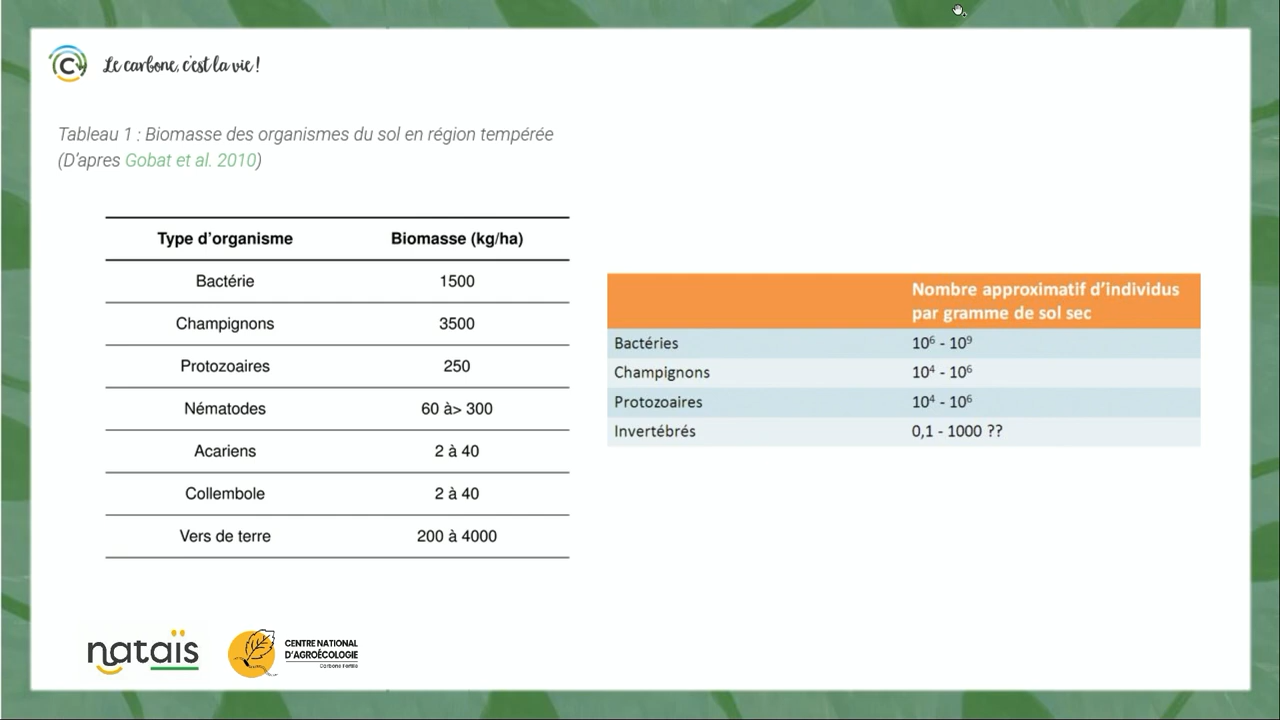 Le carbone, c'est la vie !
Tableau 1 : Biomasse des organismes du sol en région tempérée
(D'apres Gobat et al. 2010)
Type d'organisme Biomasse (kg/ha)
Bactérie 1500
Champignons 3500
Protozoaires 250
Nématodes 60 à> 300
Acariens 2 à 40
Collembole 2 à 40
Vers de terre 200 à 4000
Nombre approximatif d'individus
par gramme de sol sec
Bactéries 10⁶ - 10⁹
Champignons 10⁴ - 10⁶
Protozoaires 10⁴ - 10⁶
Invertébrés 0,1 - 1000 ??
nataïs
CENTRE NATIONAL
D'AGROÉCOLOGIE
Carbone Fertile